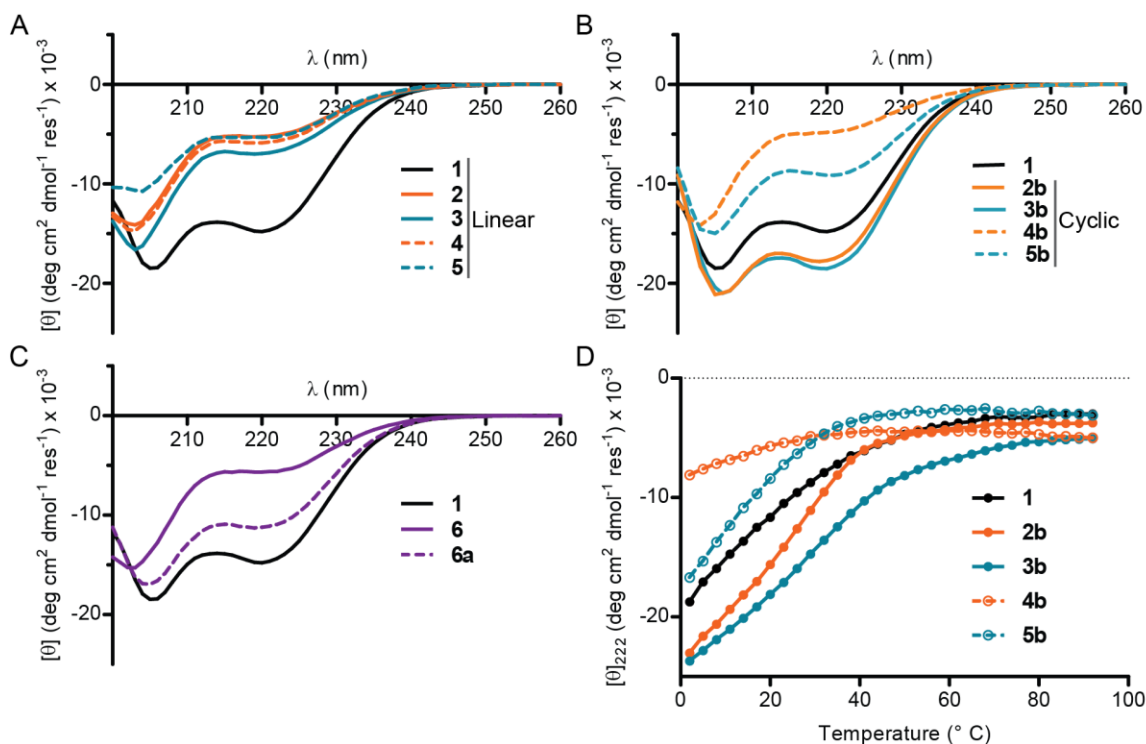 A
λ (nm)
210 220 230 240 250 260
0
-10
-20
[θ] (deg cm² dmol⁻¹ res⁻¹) x 10⁻³
1
2
3
4
5
Linear
B
λ (nm)
210 220 230 240 250 260
0
-10
-20
[θ] (deg cm² dmol⁻¹ res⁻¹) x 10⁻³
1
2b
3b
4b
5b
Cyclic
C
λ (nm)
210 220 230 240 250 260
0
-10
-20
[θ] (deg cm² dmol⁻¹ res⁻¹) x 10⁻³
1
6
6a
D
0
-10
-20
[θ]₂₂₂ (deg cm² dmol⁻¹ res⁻¹) x 10⁻³
1
2b
3b
4b
5b
0 20 40 60 80 100
Temperature (° C)